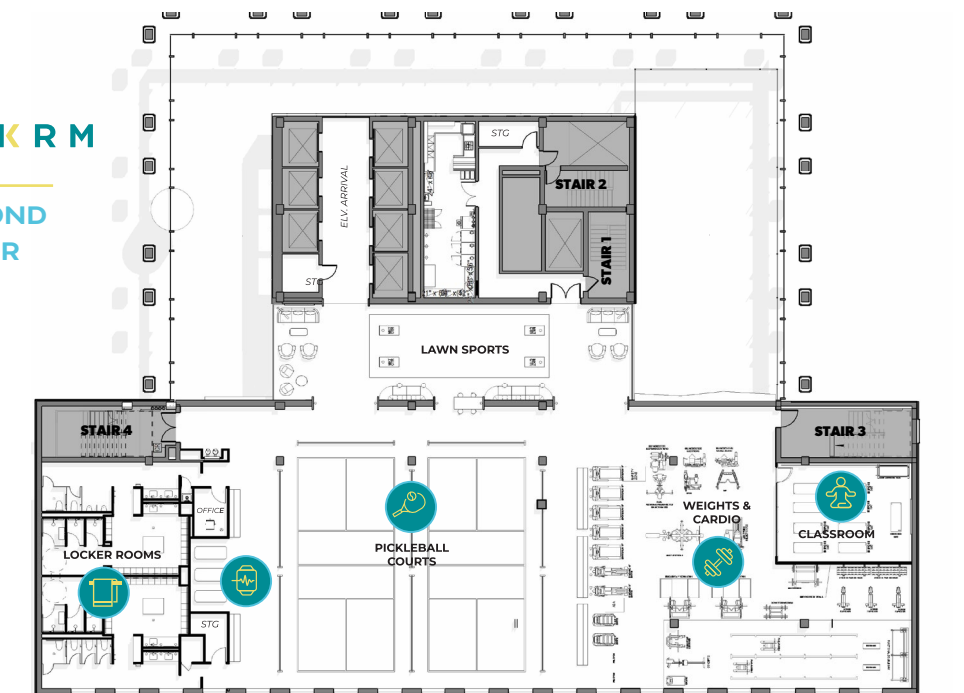 KRM
OND
R
STG
STAIR 2
ELV. ARRIVAL
STAIR 1
STG
LAWN SPORTS
STAIR 4
STAIR 3
OFFICE
WEIGHTS &
CARDIO
CLASSROOM
PICKLEBALL
COURTS
LOCKER ROOMS
STG